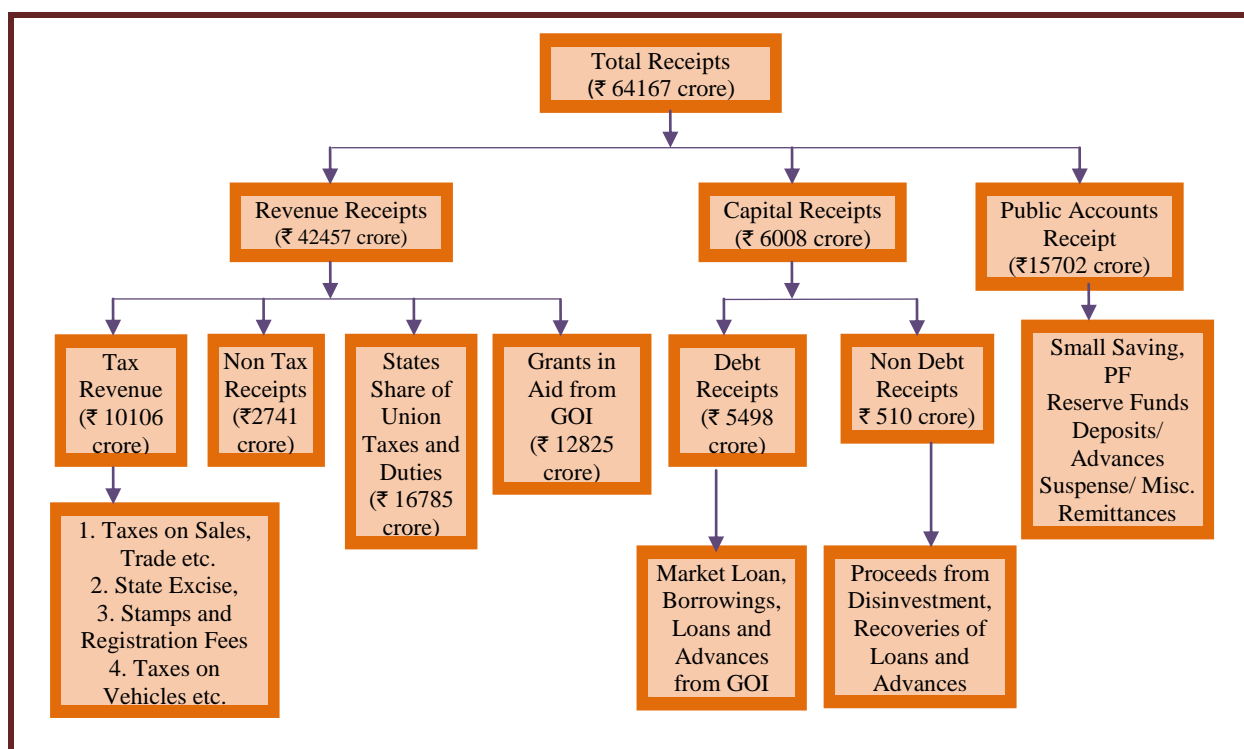 Total Receipts
(₹ 64167 crore)
Revenue Receipts
(₹ 42457 crore)
Capital Receipts
(₹ 6008 crore)
Public Accounts
Receipt
(₹15702 crore)
Tax
Revenue
(₹ 10106
crore)
Non Tax
Receipts
(₹2741
crore)
States
Share of
Union
Taxes and
Duties
(₹ 16785
crore)
Grants in
Aid from
GOI
(₹ 12825
crore)
Debt
Receipts
(₹ 5498
crore)
Non Debt
Receipts
₹ 510 crore)
Small Saving,
PF
Reserve Funds
Deposits/
Advances
Suspense/ Misc.
Remittances
1. Taxes on Sales,
Trade etc.
2. State Excise,
3. Stamps and
Registration Fees
4. Taxes on
Vehicles etc.
Market Loan,
Borrowings,
Loans and
Advances
from GOI
Proceeds from
Disinvestment,
Recoveries of
Loans and
Advances